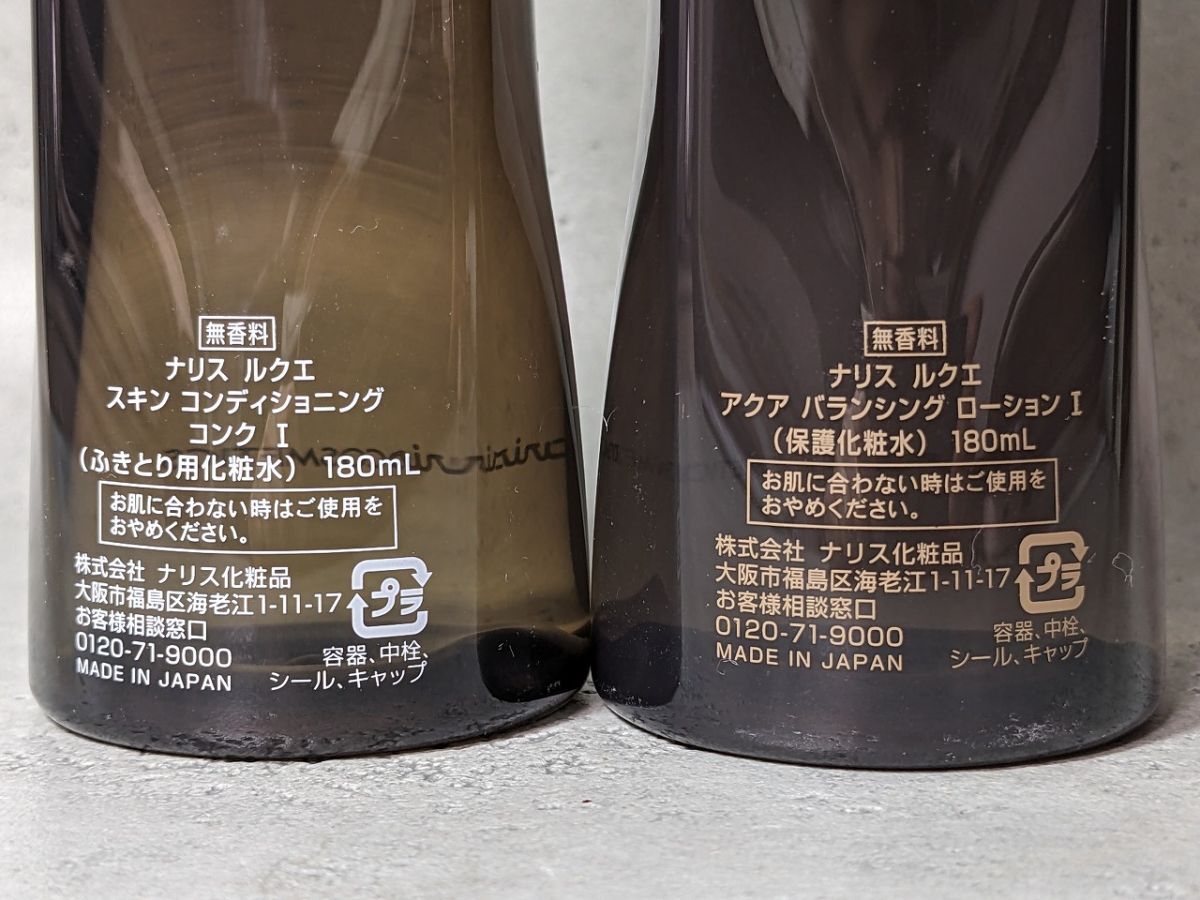 無香料
ナリス ルクエ
スキン コンディショニング
コンク Ⅰ
(ふきとり用化粧水) 180mL
お肌に合わない時はご使用を
おやめください。
株式会社 ナリス化粧品
大阪市福島区海老江1-11-17
お客様相談窓口
0120-71-9000
MADE IN JAPAN
プラ
容器、中栓、
シール、キャップ
無香料
ナリス ルクエ
アクア バランシング ローション Ⅰ
(保護化粧水) 180mL
お肌に合わない時はご使用を
おやめください。
株式会社 ナリス化粧品
大阪市福島区海老江1-11-17
お客様相談窓口
0120-71-9000
MADE IN JAPAN
プラ
容器、中栓、
シール、キャップ